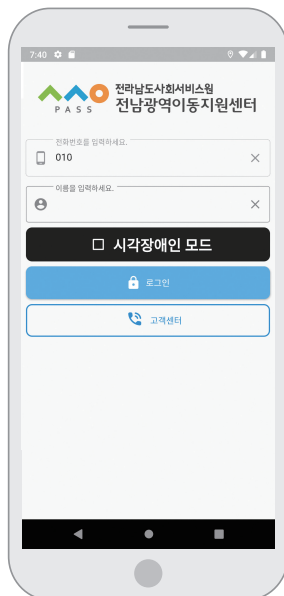 7:40
전라남도사회서비스원
전남광역이동지원센터
PASS
전화번호를 입력하세요.
010
이름을 입력하세요.
시각장애인 모드
로그인
고객센터